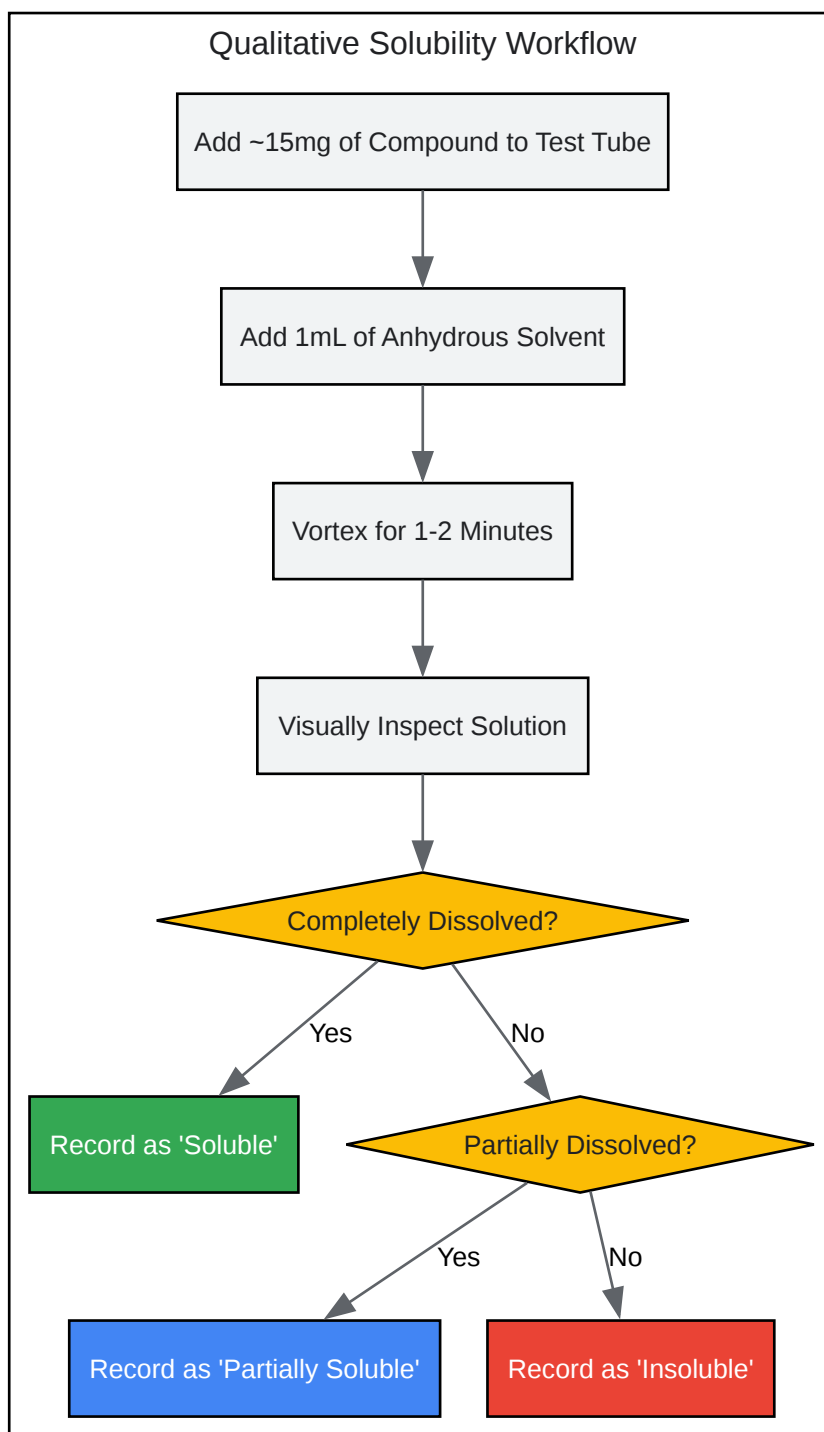 Qualitative Solubility Workflow
Add ~15mg of Compound to Test Tube
Add 1mL of Anhydrous Solvent
Vortex for 1-2 Minutes
Visually Inspect Solution
Completely Dissolved?
Yes
No
Record as 'Soluble'
Partially Dissolved?
Yes
No
Record as 'Partially Soluble'
Record as 'Insoluble'